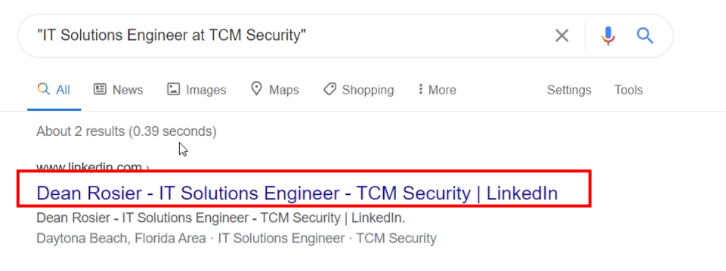 "IT Solutions Engineer at TCM Security"
All News Images Maps Shopping More Settings Tools
About 2 results (0.39 seconds)
www.linkedin.com ›
Dean Rosier - IT Solutions Engineer - TCM Security | LinkedIn
Dean Rosier - IT Solutions Engineer - TCM Security | LinkedIn.
Daytona Beach, Florida Area · IT Solutions Engineer · TCM Security